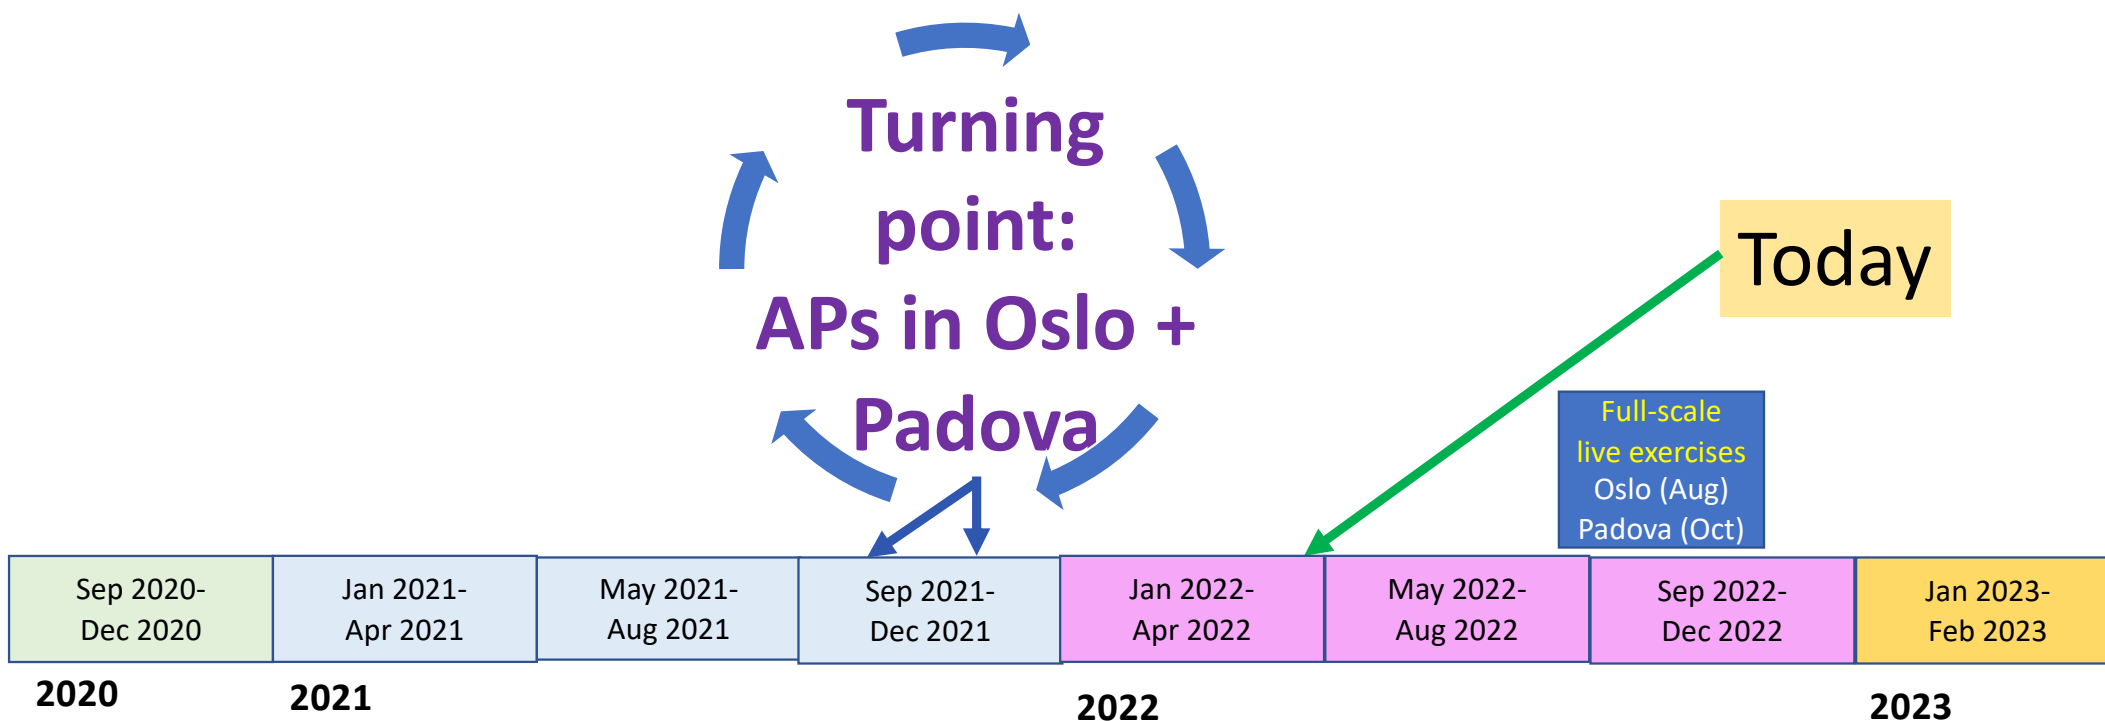 Turning
point:
APs in Oslo +
Padova
Today
Full-scale
live exercises
Oslo (Aug)
Padova (Oct)
Sep 2020-
Dec 2020
Jan 2021-
Apr 2021
May 2021-
Aug 2021
Sep 2021-
Dec 2021
Jan 2022-
Apr 2022
May 2022-
Aug 2022
Sep 2022-
Dec 2022
Jan 2023-
Feb 2023
2020
2021
2022
2023